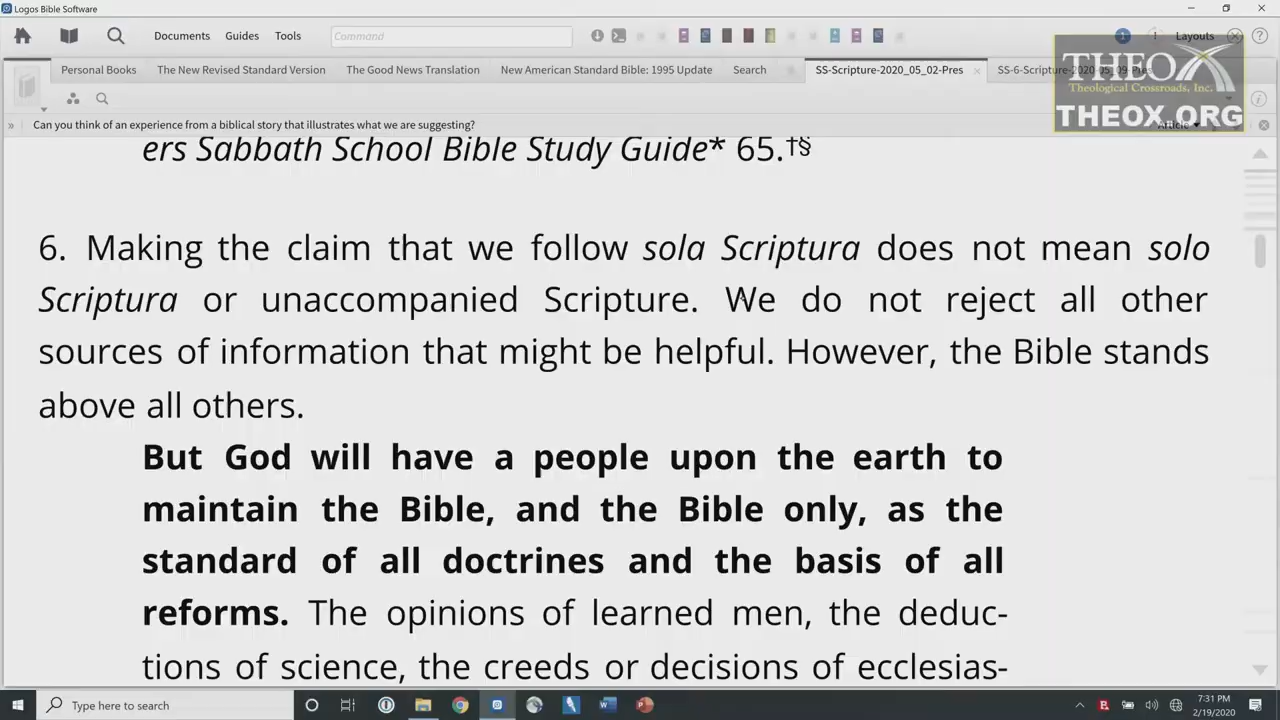 Logos Bible Software
Documents Guides Tools Command Layouts
Personal Books The New Revised Standard Version Translation New American Standard Bible: 1995 Update Search SS-Scripture-2020_05_02-Pres SS-6-Scripture-2020-05_09-Pres
THEOX
Theological Crossroads, Inc.
THEOX.ORG
» Can you think of an experience from a biblical story that illustrates what we are suggesting? Article
ers Sabbath School Bible Study Guide* 65.†§
6. Making the claim that we follow sola Scriptura does not mean solo
Scriptura or unaccompanied Scripture. We do not reject all other
sources of information that might be helpful. However, the Bible stands
above all others.
But God will have a people upon the earth to
maintain the Bible, and the Bible only, as the
standard of all doctrines and the basis of all
reforms. The opinions of learned men, the deduc-
tions of science, the creeds or decisions of ecclesias-
Type here to search
7:31 PM
2/19/2020